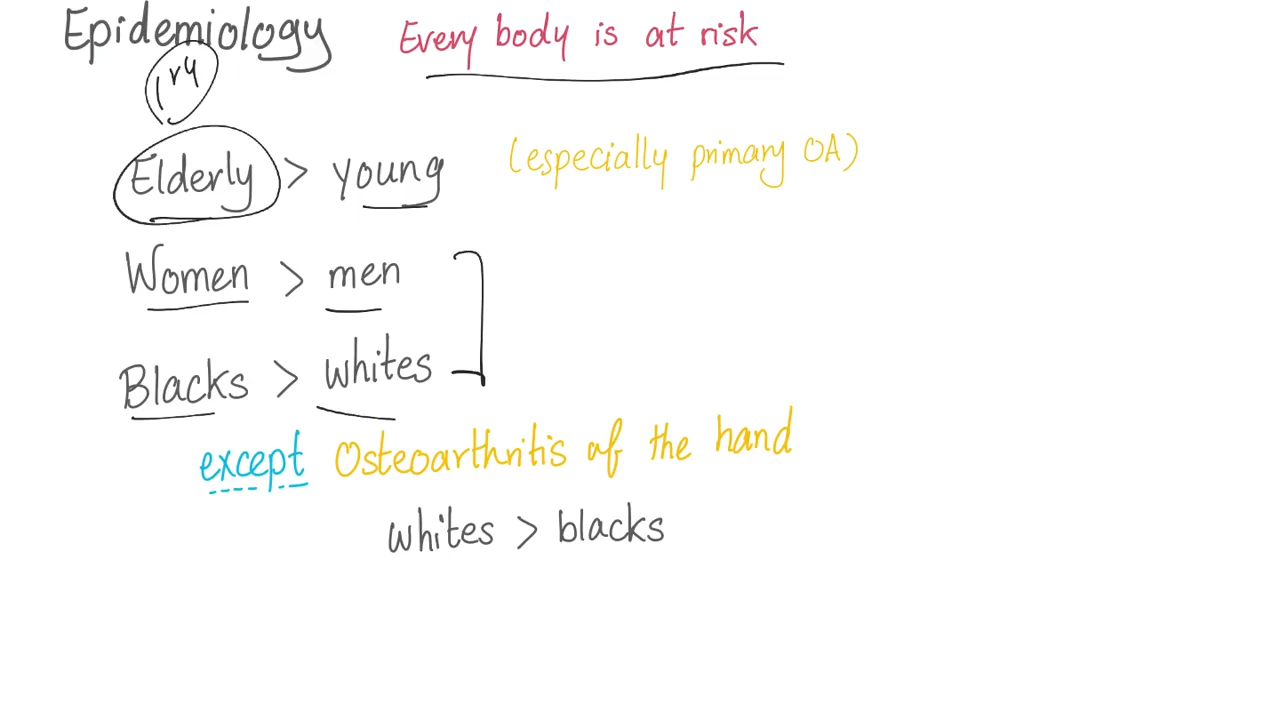 Epidemiology Every body is at risk
1ry
Elderly > young (especially primary OA)
Women > men
Blacks > whites
except Osteoarthritis of the hand
whites > blacks